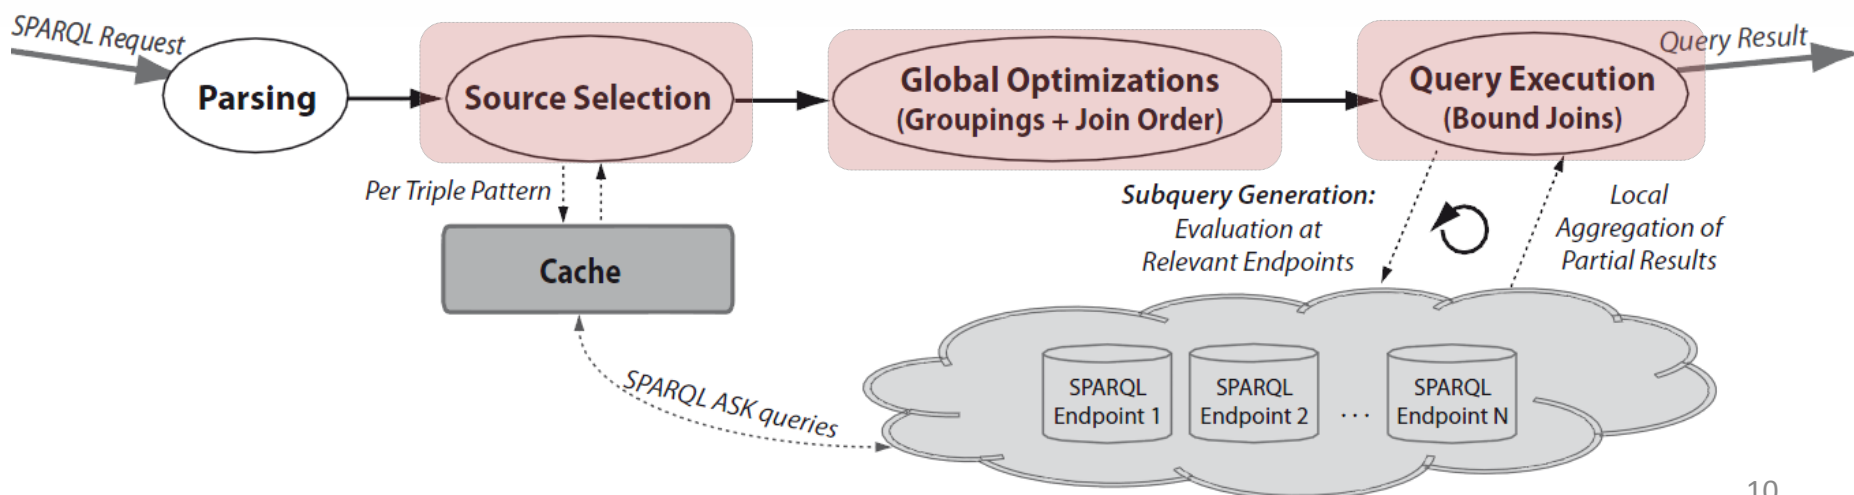 SPARQL Request
Parsing
Source Selection
Global Optimizations
(Groupings + Join Order)
Query Execution
(Bound Joins)
Query Result
Per Triple Pattern
Cache
Subquery Generation:
Evaluation at
Relevant Endpoints
Local
Aggregation of
Partial Results
SPARQL ASK queries
SPARQL
Endpoint 1
SPARQL
Endpoint 2
...
SPARQL
Endpoint N
10